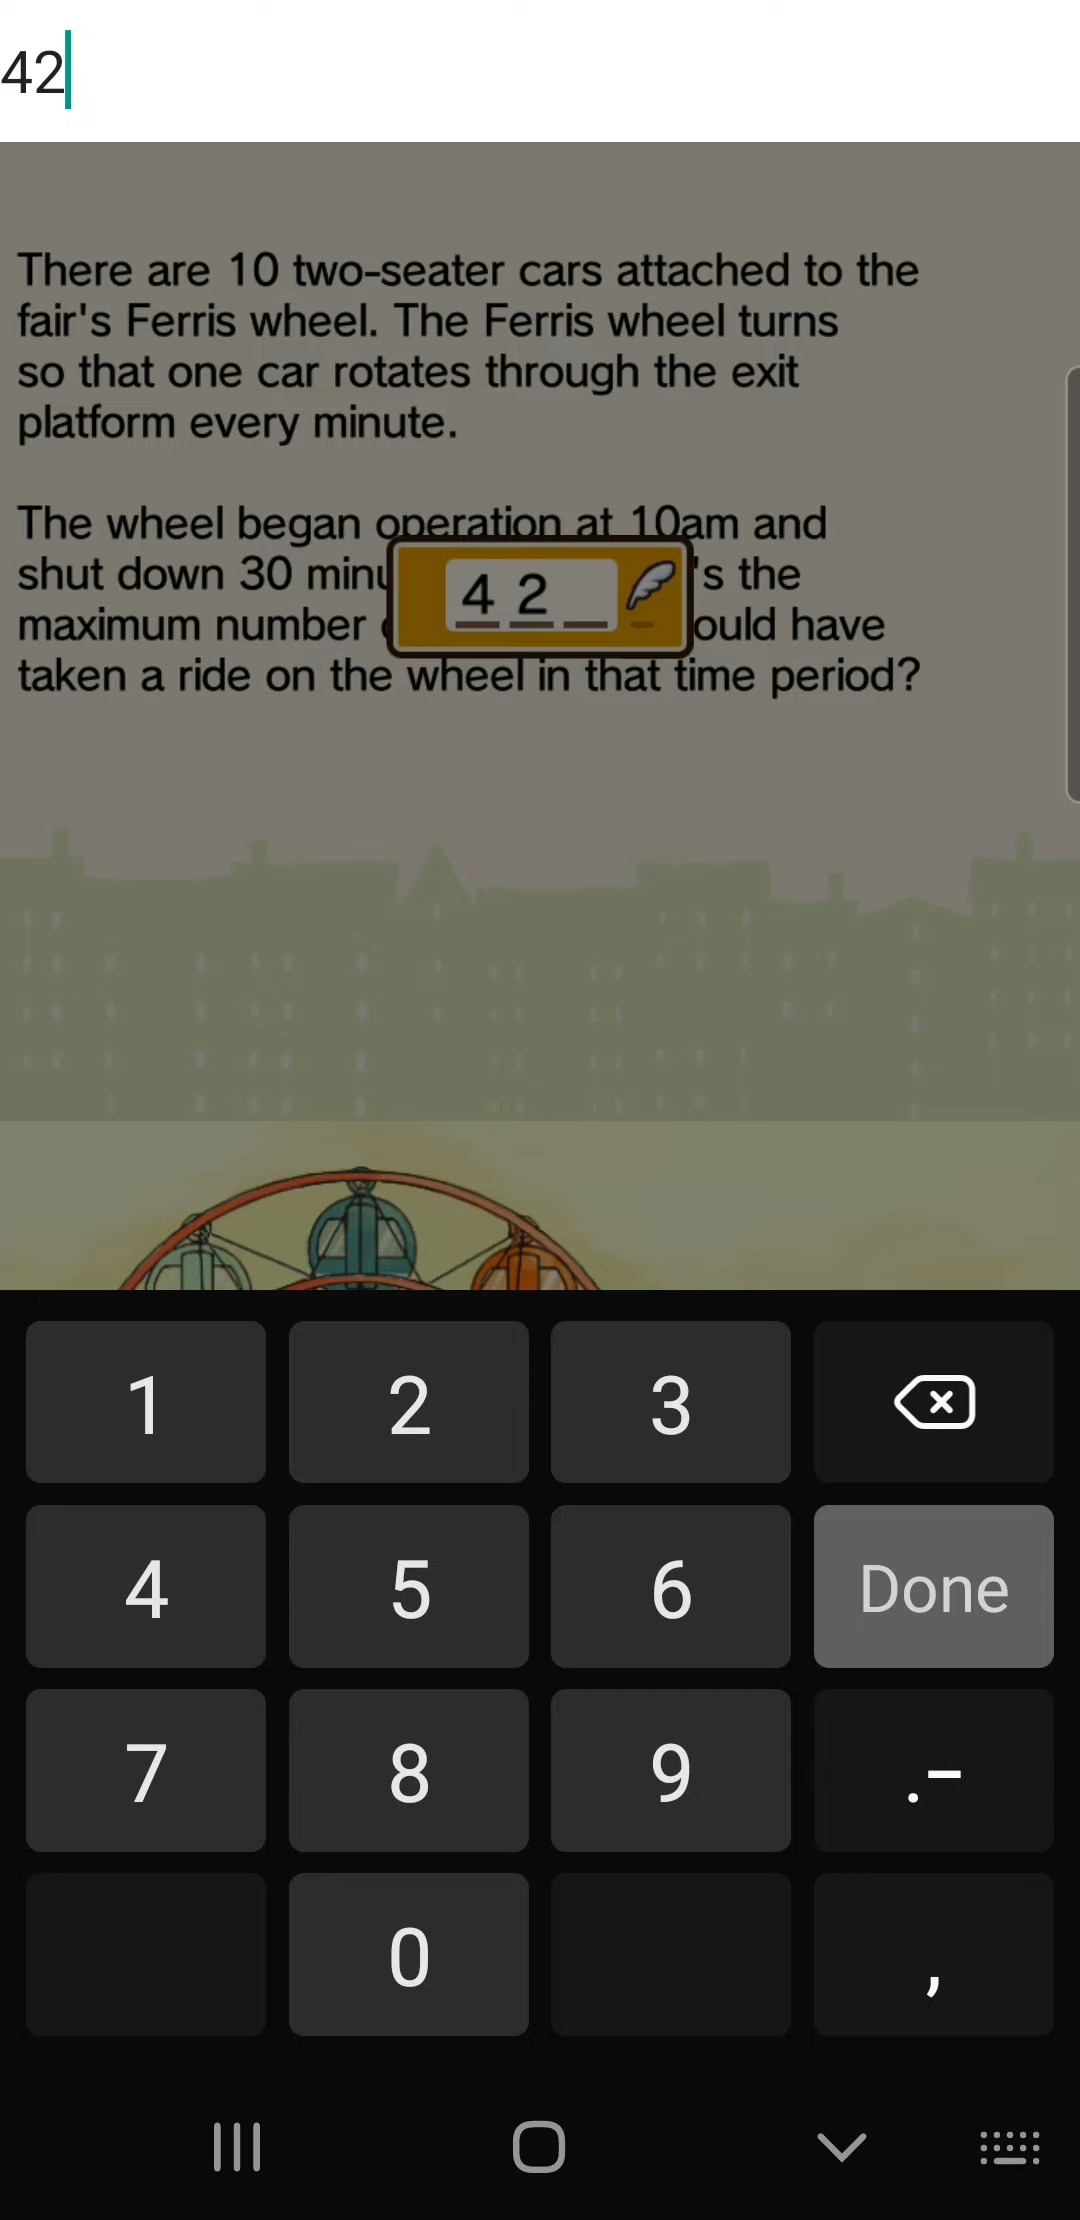 42
There are 10 two-seater cars attached to the
fair's Ferris wheel. The Ferris wheel turns
so that one car rotates through the exit
platform every minute.
The wheel began operation at 10am and
shut down 30 's the
4 2
maximum number ould have
taken a ride on the wheel in that time period?
1 2 3
4 5 6 Done
7 8 9 .-
0 ,